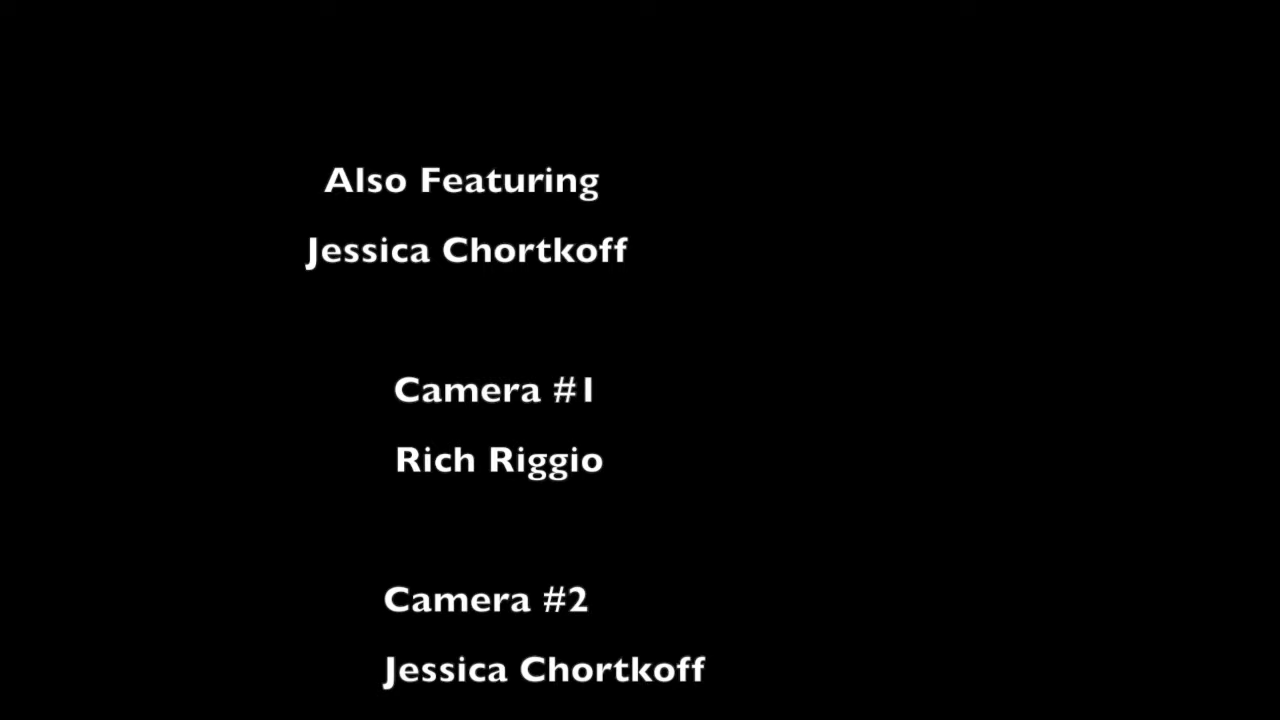 Also Featuring
Jessica Chortkoff
Camera #1
Rich Riggio
Camera #2
Jessica Chortkoff